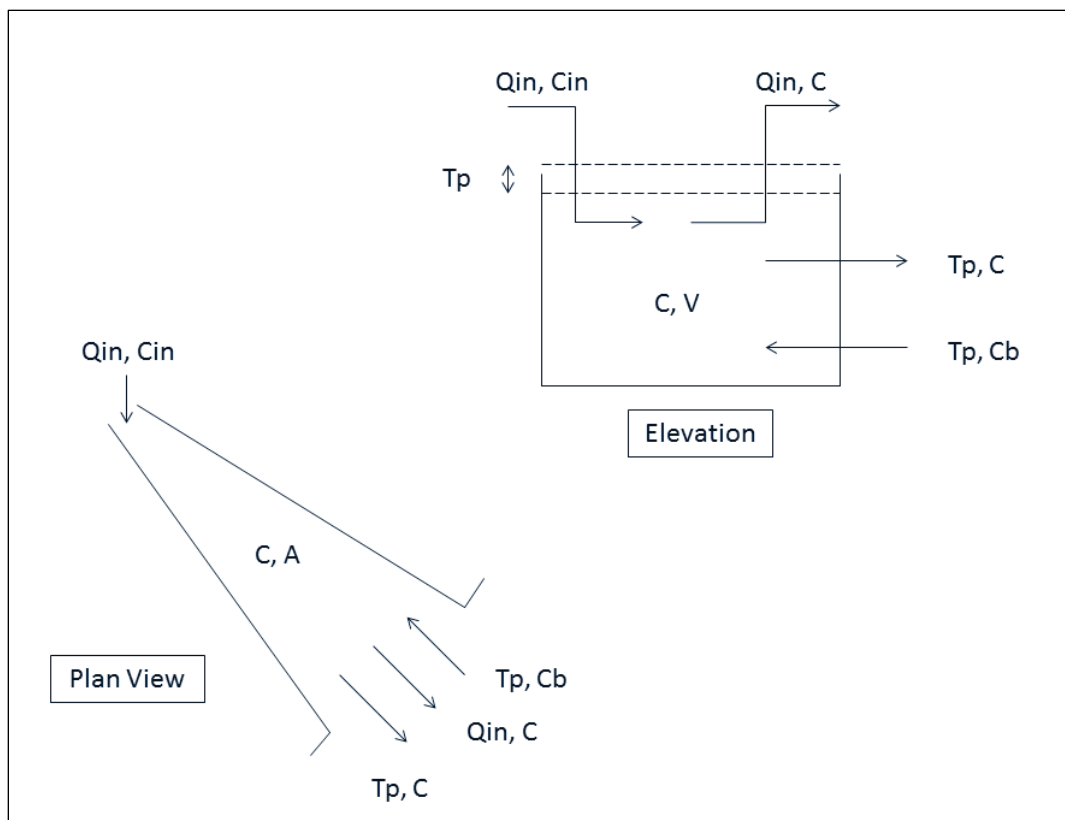 Qin, Cin
Qin, C
Tp
Tp, C
C, V
Tp, Cb
Elevation
Qin, Cin
C, A
Plan View
Tp, Cb
Qin, C
Tp, C